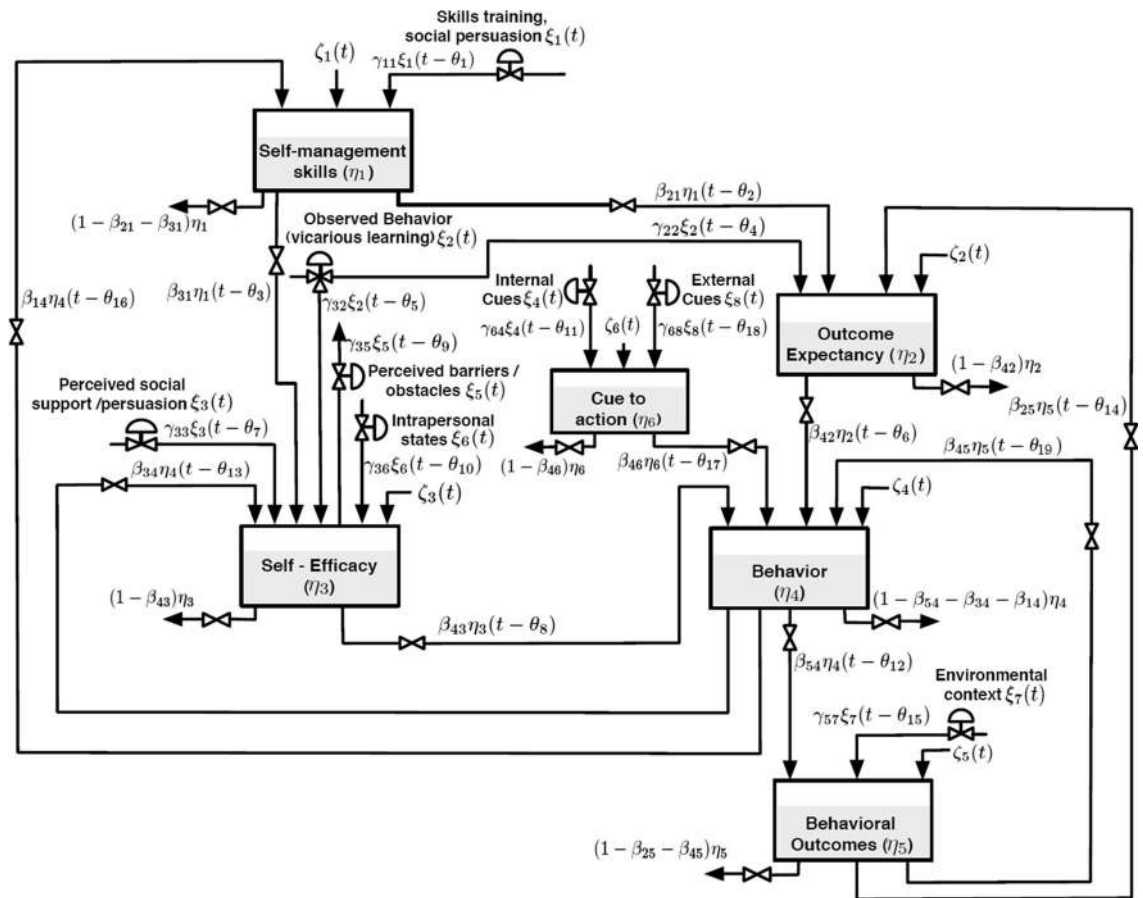 Skills training,
social persuasion ξ₁(t)
ζ₁(t)
γ₁₁ξ₁(t − θ₁)
Self-management
skills (η₁)
β₂₁η₁(t − θ₂)
(1 − β₂₁ − β₃₁)η₁
Observed Behavior
(vicarious learning) ξ₂(t)
γ₂₂ξ₂(t − θ₄)
ζ₂(t)
β₁₄η₄(t − θ₁₆)
β₃₁η₁(t − θ₃)
γ₃₂ξ₂(t − θ₅)
Internal
Cues ξ₄(t)
External
Cues ξ₈(t)
γ₆₄ξ₄(t − θ₁₁)
ζ₆(t)
γ₆₈ξ₈(t − θ₁₈)
Outcome
Expectancy (η₂)
γ₃₅ξ₅(t − θ₉)
(1 − β₄₂)η₂
Perceived social
support /persuasion ξ₃(t)
Perceived barriers /
obstacles ξ₅(t)
Cue to
action (η₆)
β₂₅η₅(t − θ₁₄)
γ₃₃ξ₃(t − θ₇)
Intrapersonal
states ξ₆(t)
β₄₂η₂(t − θ₆)
β₄₅η₅(t − θ₁₉)
β₃₄η₄(t − θ₁₃)
γ₃₆ξ₆(t − θ₁₀)
(1 − β₄₆)η₆
β₄₆η₆(t − θ₁₇)
ζ₃(t)
ζ₄(t)
Self - Efficacy
(η₃)
Behavior
(η₄)
(1 − β₄₃)η₃
β₄₃η₃(t − θ₈)
(1 − β₅₄ − β₃₄ − β₁₄)η₄
β₅₄η₄(t − θ₁₂)
Environmental
context ξ₇(t)
γ₅₇ξ₇(t − θ₁₅)
ζ₅(t)
Behavioral
Outcomes (η₅)
(1 − β₂₅ − β₄₅)η₅